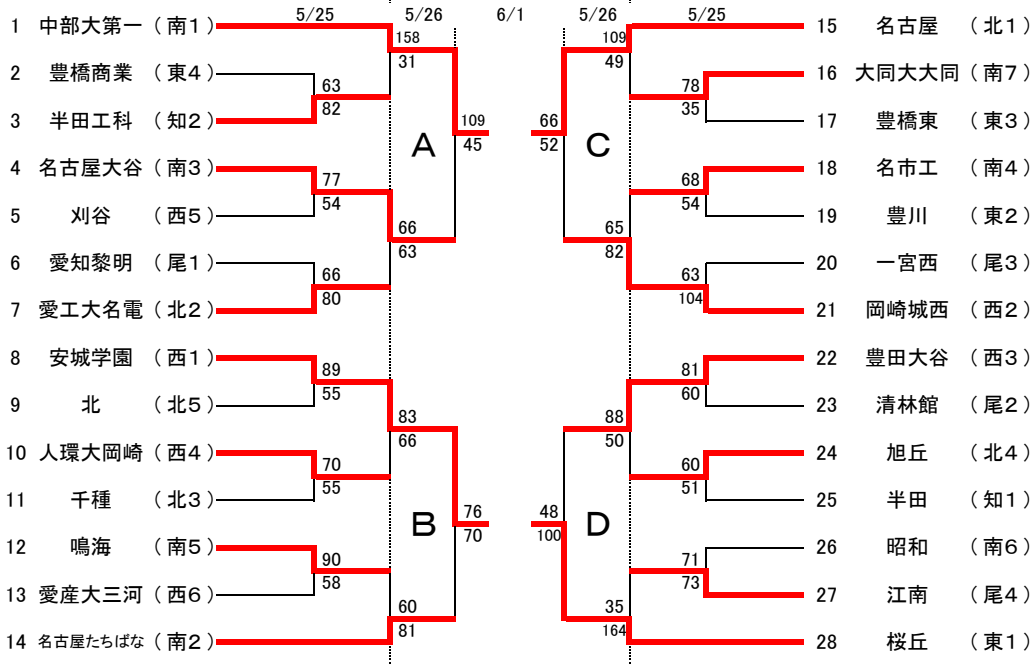 5/25 5/26 6/1 5/26 5/25
1 中部大第一 (南1)
2 豊橋商業 (東4)
3 半田工科 (知2)
4 名古屋大谷 (南3)
5 刈谷 (西5)
6 愛知黎明 (尾1)
7 愛工大名電 (北2)
8 安城学園 (西1)
9 北 (北5)
10 人環大岡崎 (西4)
11 千種 (北3)
12 鳴海 (南5)
13 愛産大三河 (西6)
14 名古屋たちばな (南2)
63
82
77
54
66
80
89
55
70
55
90
58
158
31
66
63
83
66
60
81
A
B
109
45
76
70
66
52
48
100
C
D
109
49
65
82
88
50
35
164
78
35
68
54
63
104
81
60
60
51
71
73
15 名古屋 (北1)
16 大同大大同 (南7)
17 豊橋東 (東3)
18 名市工 (南4)
19 豊川 (東2)
20 一宮西 (尾3)
21 岡崎城西 (西2)
22 豊田大谷 (西3)
23 清林館 (尾2)
24 旭丘 (北4)
25 半田 (知1)
26 昭和 (南6)
27 江南 (尾4)
28 桜丘 (東1)